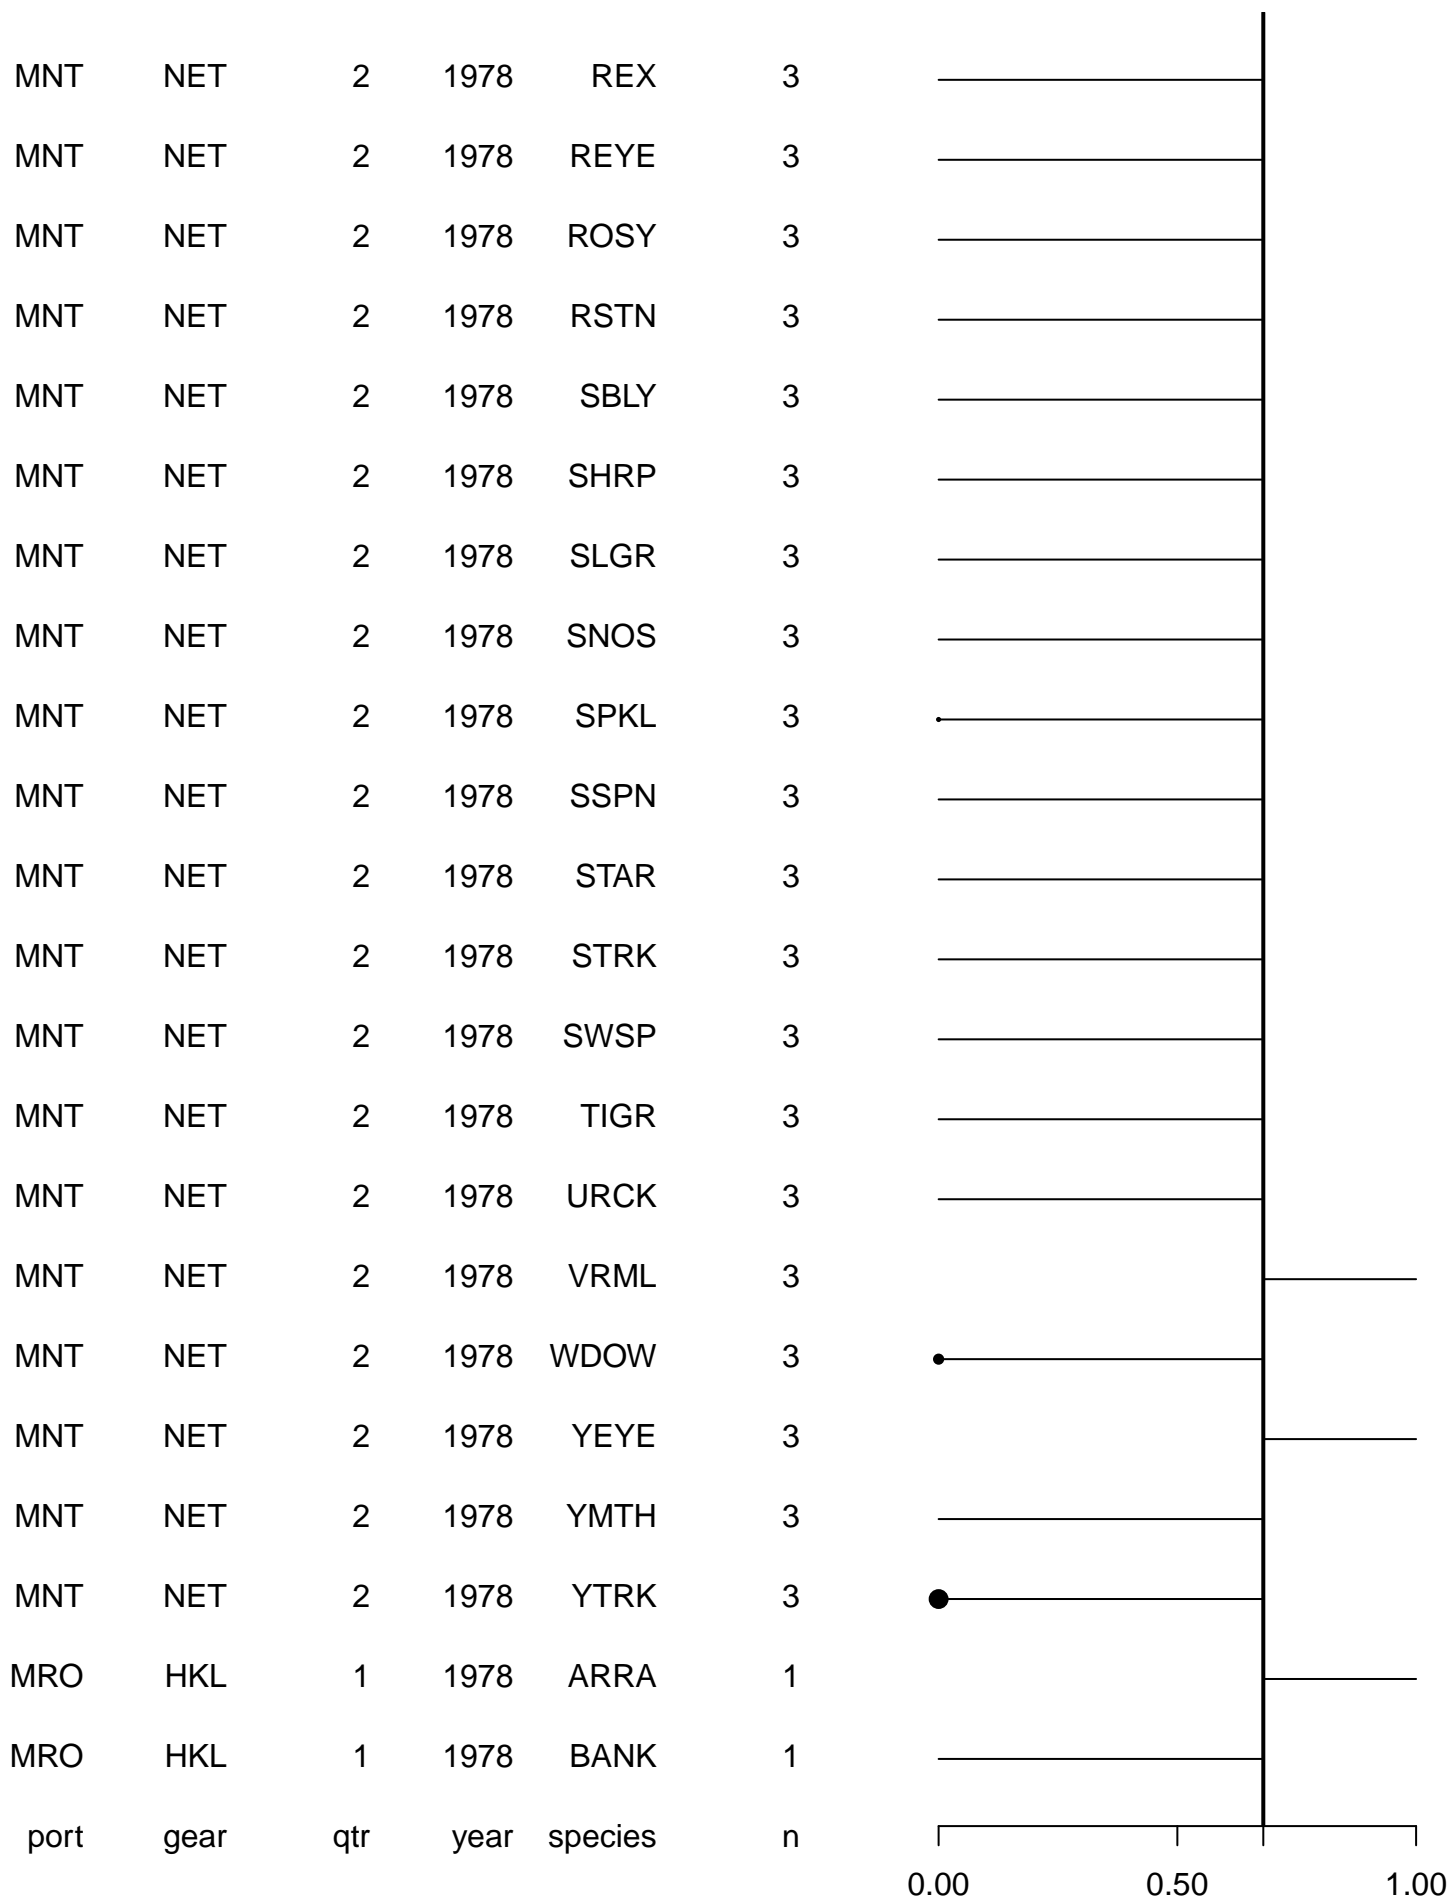 MNT NET 2 1978 REX 3
MNT NET 2 1978 REYE 3
MNT NET 2 1978 ROSY 3
MNT NET 2 1978 RSTN 3
MNT NET 2 1978 SBLY 3
MNT NET 2 1978 SHRP 3
MNT NET 2 1978 SLGR 3
MNT NET 2 1978 SNOS 3
MNT NET 2 1978 SPKL 3
MNT NET 2 1978 SSPN 3
MNT NET 2 1978 STAR 3
MNT NET 2 1978 STRK 3
MNT NET 2 1978 SWSP 3
MNT NET 2 1978 TIGR 3
MNT NET 2 1978 URCK 3
MNT NET 2 1978 VRML 3
MNT NET 2 1978 WDOW 3
MNT NET 2 1978 YEYE 3
MNT NET 2 1978 YMTH 3
MNT NET 2 1978 YTRK 3
MRO HKL 1 1978 ARRA 1
MRO HKL 1 1978 BANK 1
port gear qtr year species n
0.00 0.50 1.00